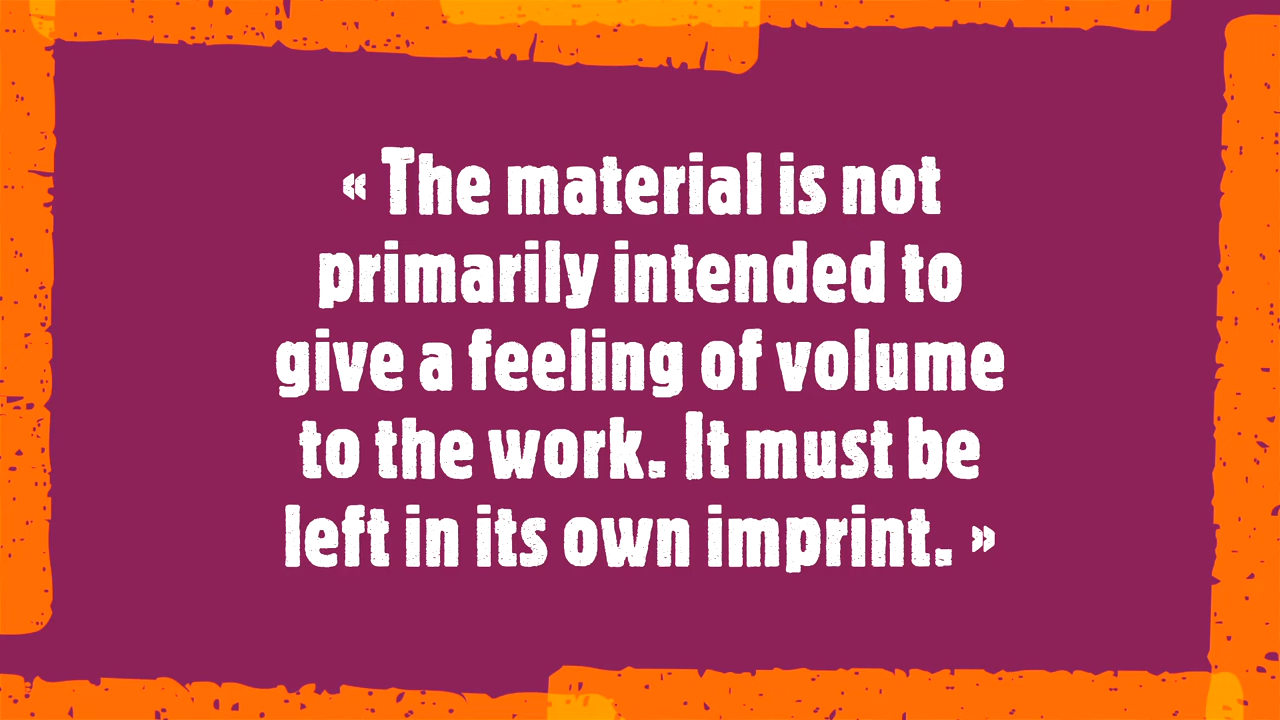 « The material is not
primarily intended to
give a feeling of volume
to the work. It must be
left in its own imprint. »